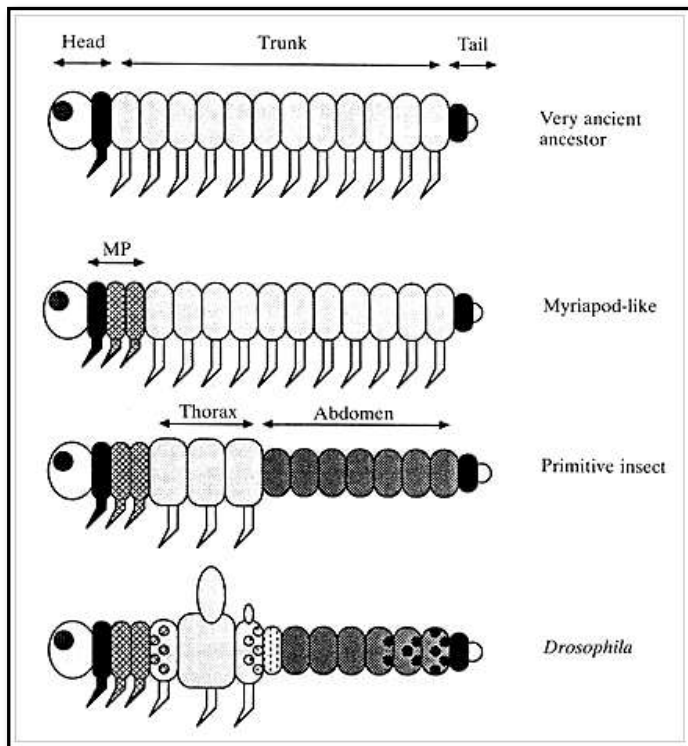 Head Trunk Tail
Very ancient
ancestor
MP
Myriapod-like
Thorax Abdomen
Primitive insect
Drosophila